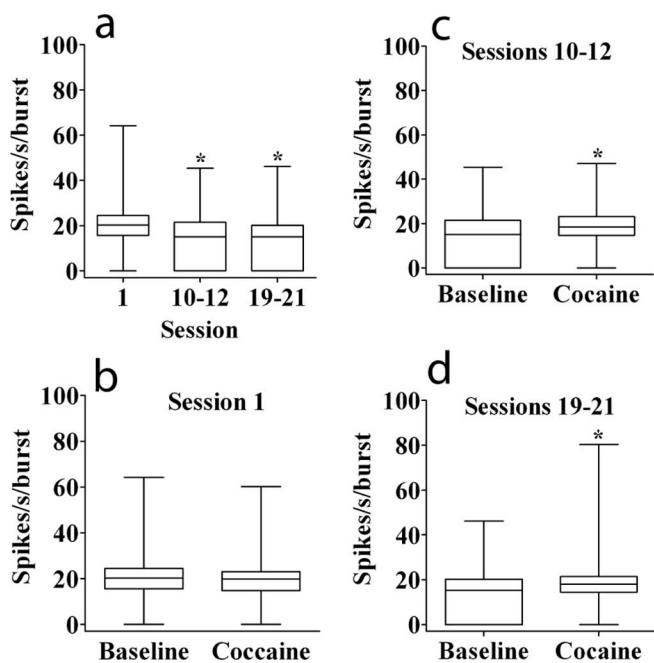 a
Spikes/s/burst
100
80
60
40
20
0
* *
1 10-12 19-21
Session
c
Sessions 10-12
Spikes/s/burst
100
80
60
40
20
0
*
Baseline Cocaine
b
Session 1
Spikes/s/burst
100
80
60
40
20
0
Baseline Coccaine
d
Sessions 19-21
Spikes/s/burst
100
80
60
40
20
0
*
Baseline Cocaine